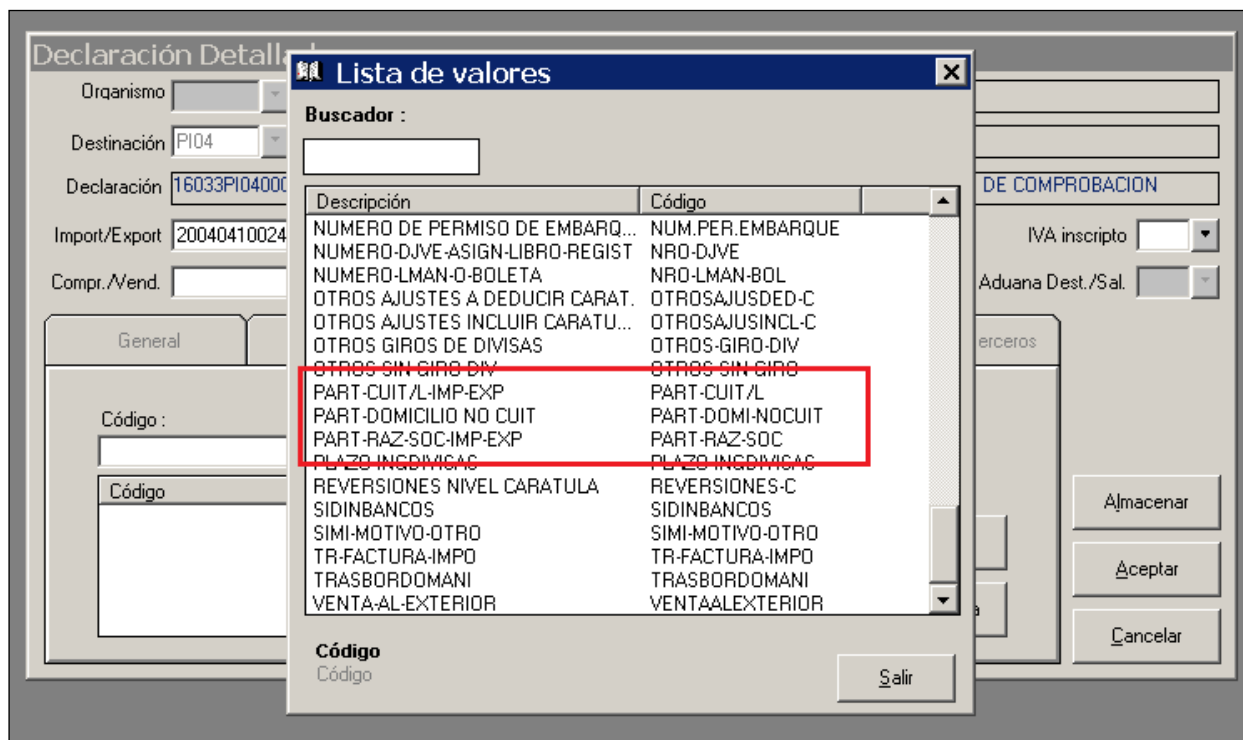 Declaración Detall
Organismo
Destinación PI04
Declaración 16033PI04000
DE COMPROBACION
Import/Export 20040410024
IVA inscripto
Compr./Vend.
Aduana Dest./Sal.
General
erceros
Código :
Código
Almacenar
Aceptar
a
Cancelar
Lista de valores
Buscador :
Descripción Código
NUMERO DE PERMISO DE EMBARQ... NUM.PER.EMBARQUE
NUMERO-DJVE-ASIGN-LIBRO-REGIST NRO-DJVE
NUMERO-LMAN-O-BOLETA NRO-LMAN-BOL
OTROS AJUSTES A DEDUCIR CARAT. OTROSAJUSDED-C
OTROS AJUSTES INCLUIR CARATU... OTROSAJUSINCL-C
OTROS GIROS DE DIVISAS OTROS-GIRO-DIV
OTROS SIN GIRO DIV OTROS-SIN-GIRO
PART-CUIT/L-IMP-EXP PART-CUIT/L
PART-DOMICILIO NO CUIT PART-DOMI-NOCUIT
PART-RAZ-SOC-IMP-EXP PART-RAZ-SOC
PLAZO-INGDIVISAS PLAZO-INGDIVISAS
REVERSIONES NIVEL CARATULA REVERSIONES-C
SIDINBANCOS SIDINBANCOS
SIMI-MOTIVO-OTRO SIMI-MOTIVO-OTRO
TR-FACTURA-IMPO TR-FACTURA-IMPO
TRASBORDOMANI TRASBORDOMANI
VENTA-AL-EXTERIOR VENTAALEXTERIOR
Código
Código
Salir